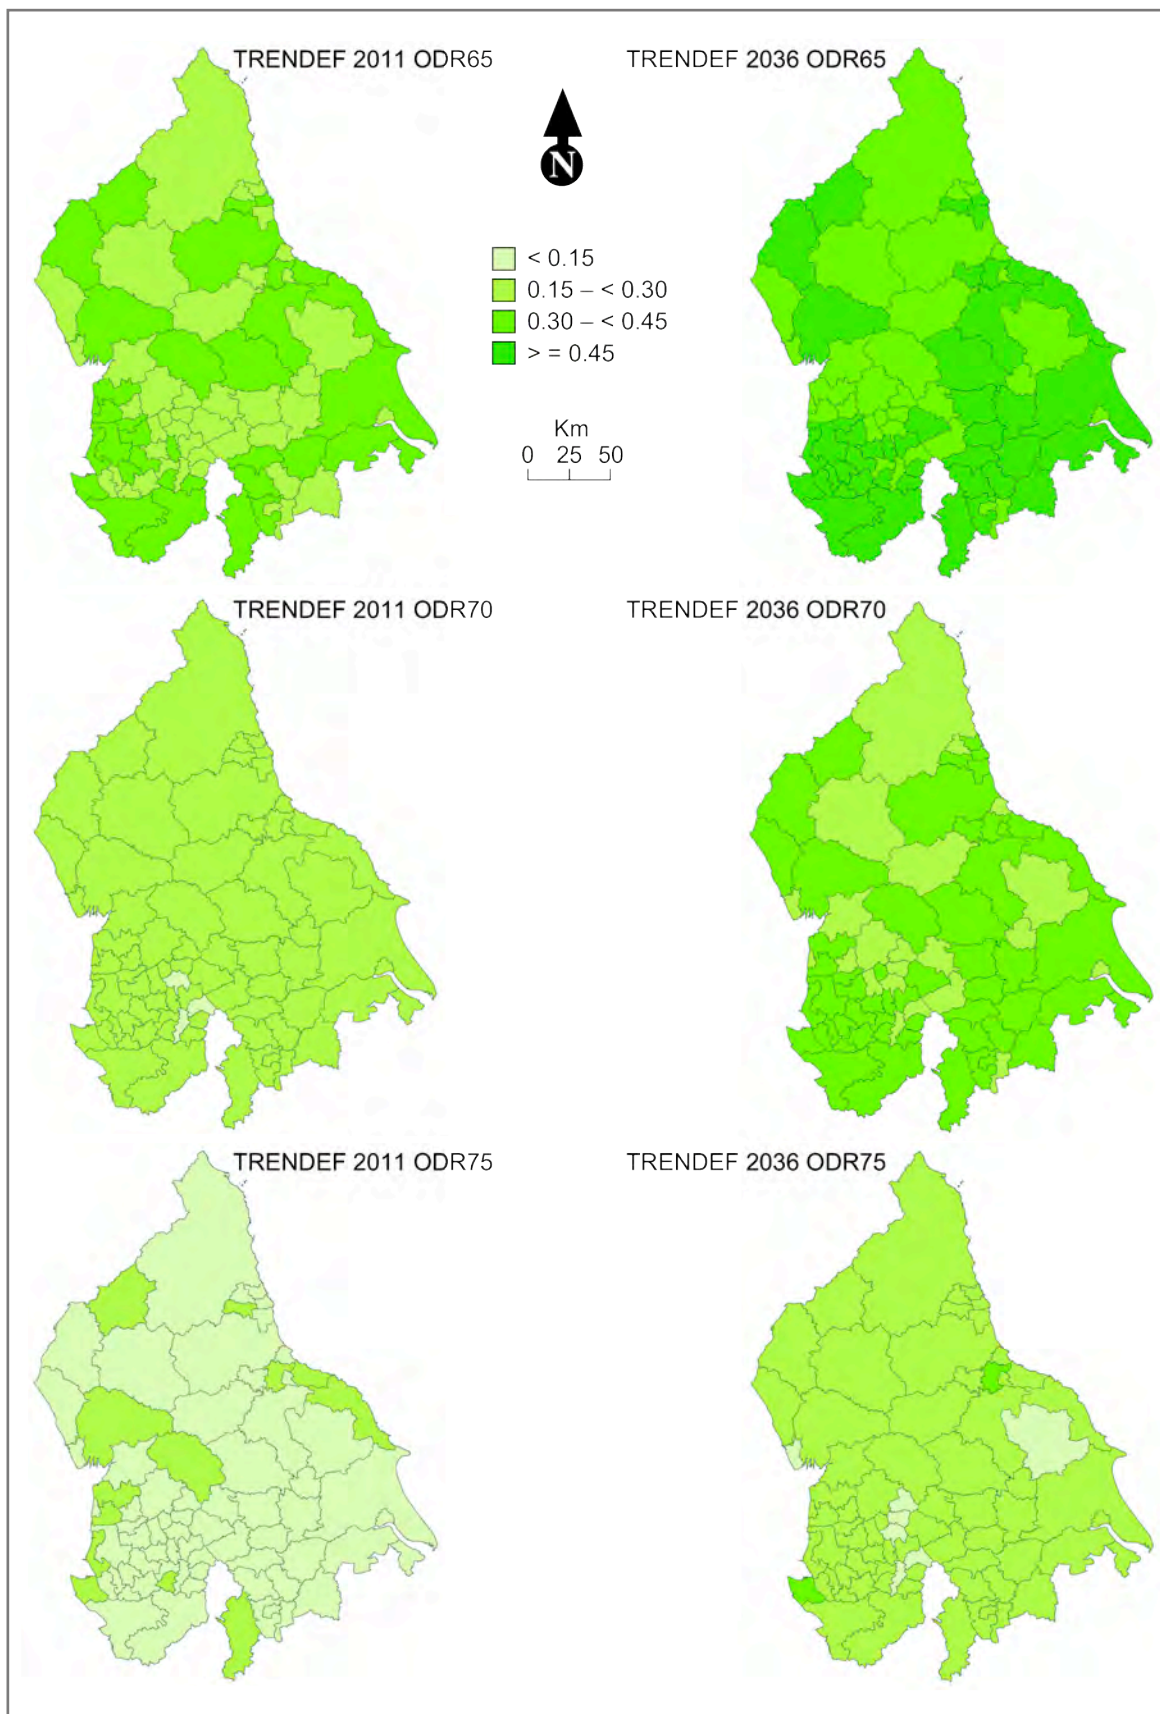 TRENDEF 2011 ODR65
TRENDEF 2036 ODR65
N
< 0.15
0.15 – < 0.30
0.30 – < 0.45
> = 0.45
Km
0 25 50
TRENDEF 2011 ODR70
TRENDEF 2036 ODR70
TRENDEF 2011 ODR75
TRENDEF 2036 ODR75